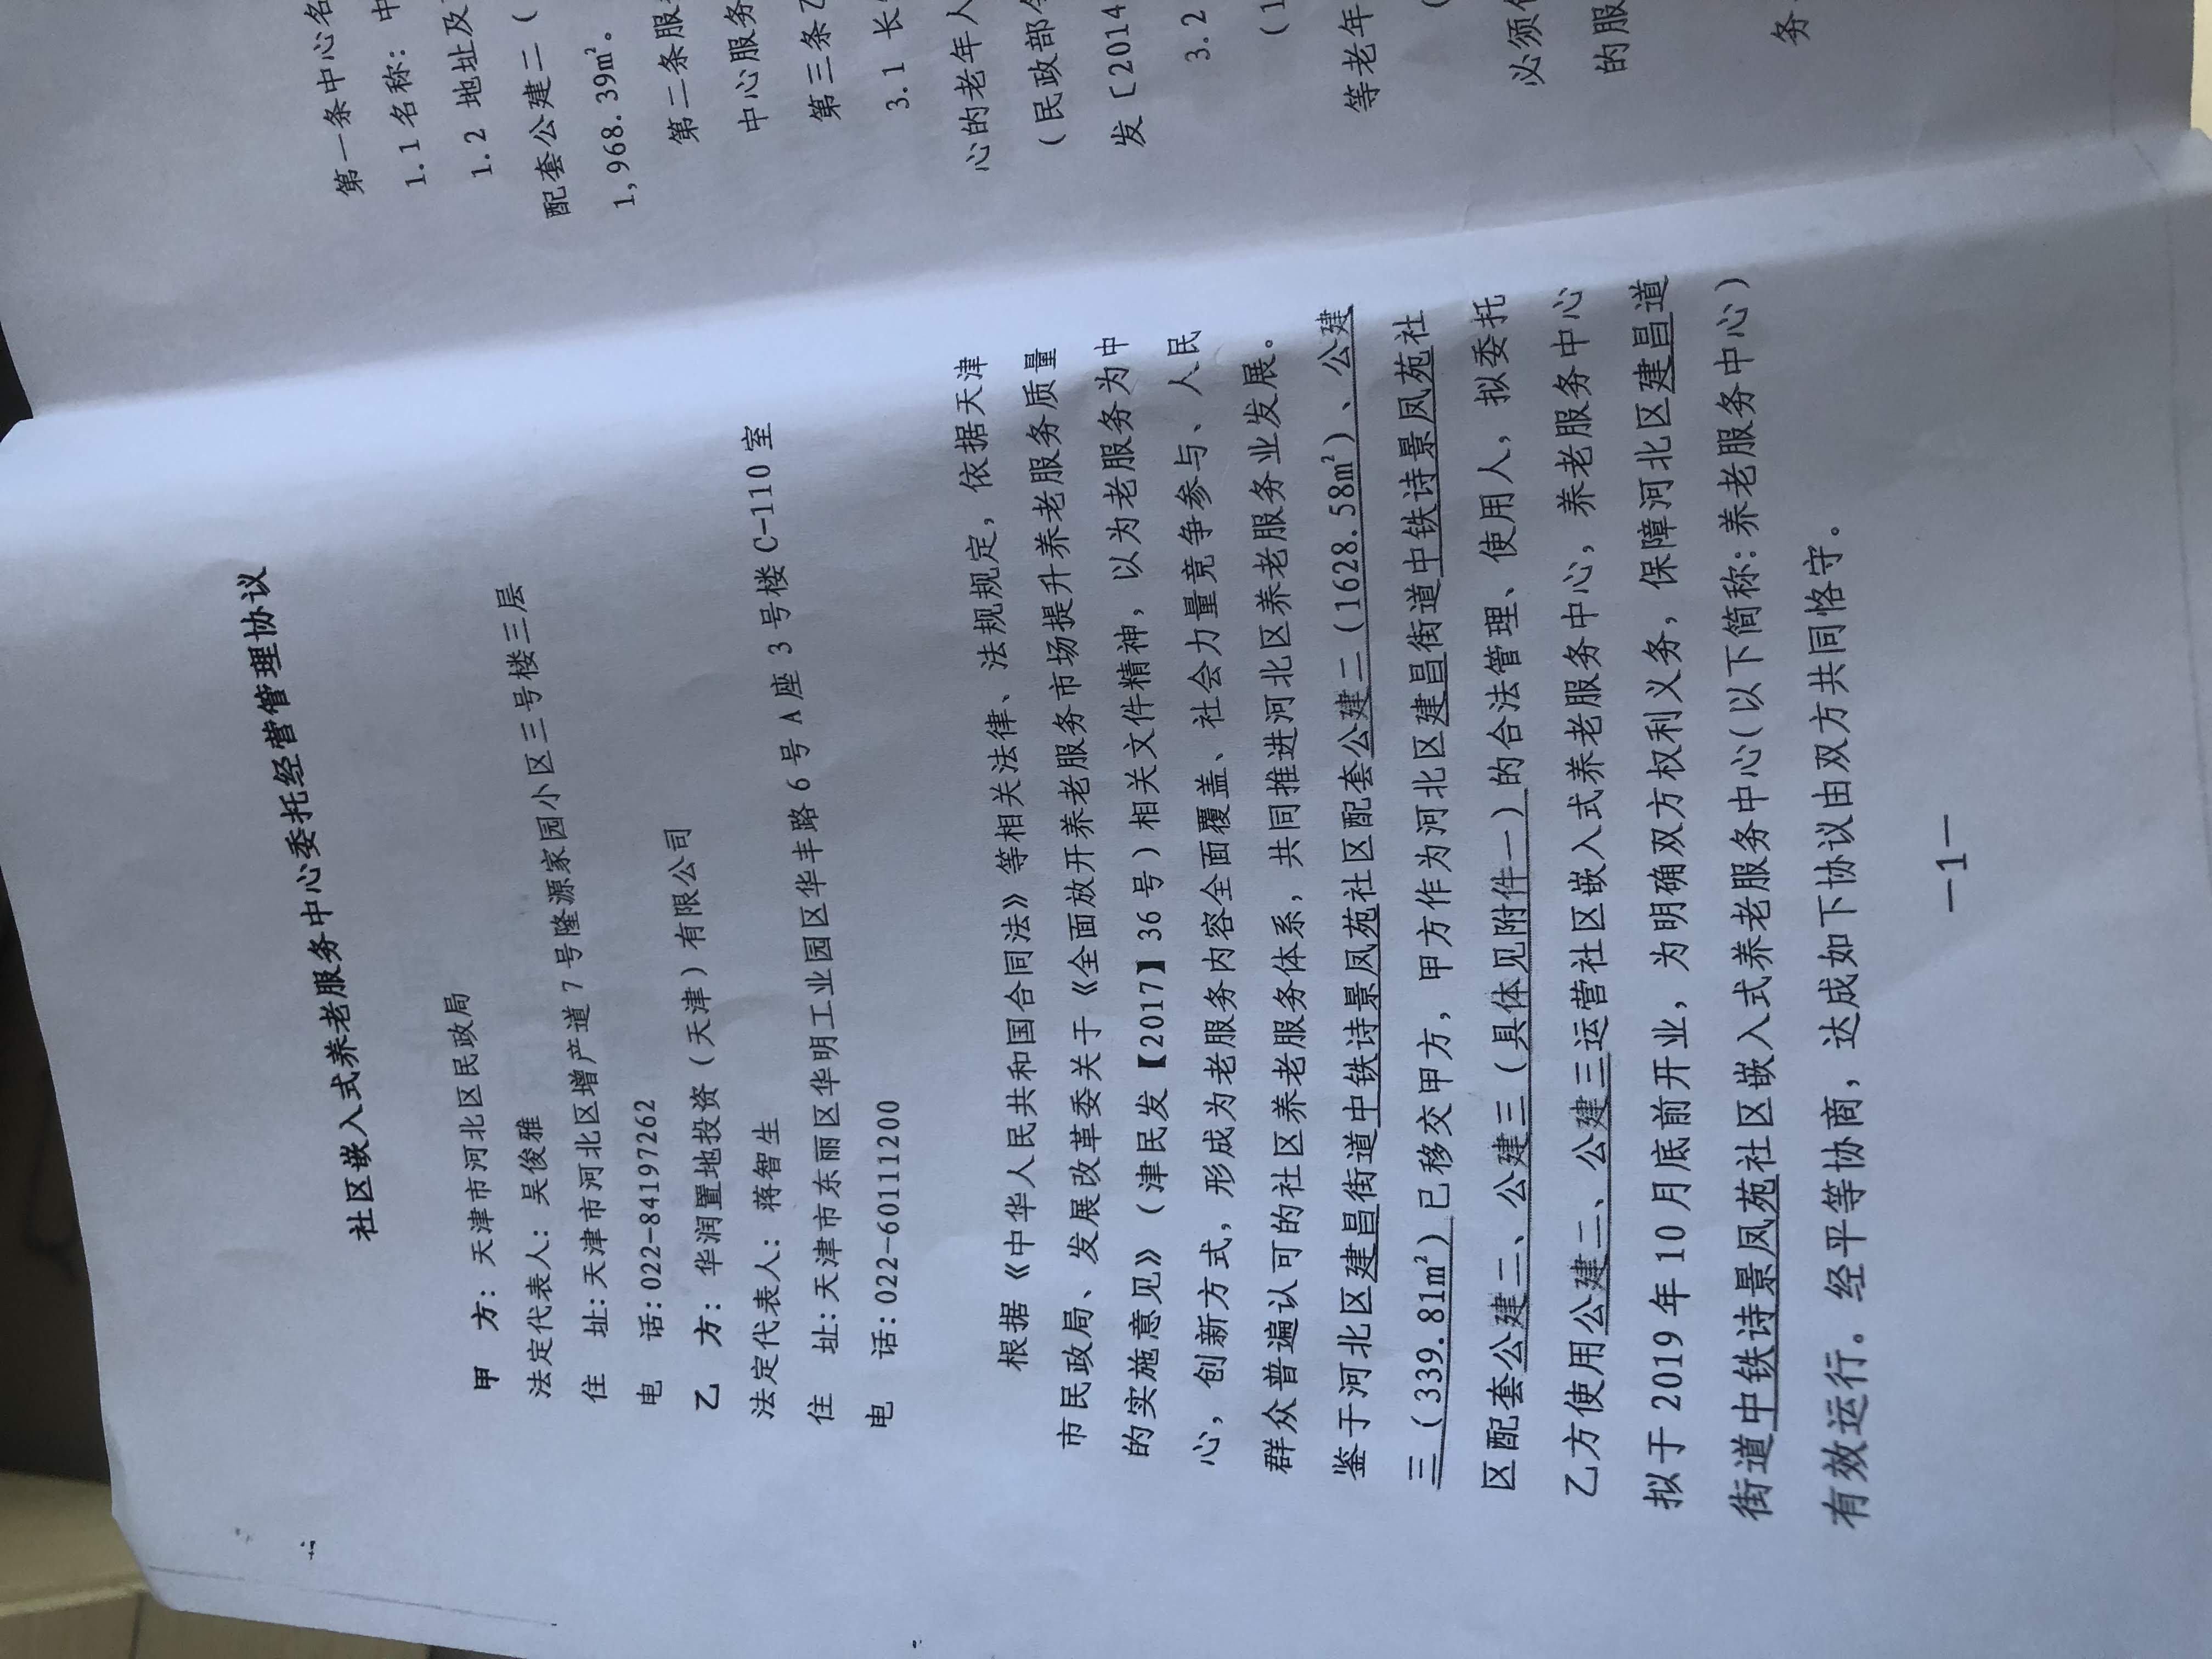 社区嵌入式养老服务中心委托经营管理协议
甲 方：天津市河北区民政局
法定代表人：吴俊雅
住 址：天津市河北区增产道7号隆源家园小区三号楼三层
电 话：022-84197262
乙 方：华润置地投资（天津）有限公司
法定代表人：蒋智生
住 址：天津市东丽区华明工业园区华丰路6号A座3号楼C-110室
电 话：022-60111200
根据《中华人民共和国合同法》等相关法律、法规规定，依据天津
市民政局、发展改革委关于《全面放开养老服务市场提升养老服务质量
的实施意见》（津民发【2017】36号）相关文件精神，以为老服务为中
心，创新方式，形成为老服务内容全面覆盖、社会力量竞争参与、人民
群众普遍认可的社区养老服务体系，共同推进河北区养老服务业发展。
鉴于河北区建昌街道中铁诗景凤苑社区配套公建二（1628.58m²）、公建
三（339.81m²）已移交甲方，甲方作为河北区建昌街道中铁诗景凤苑社
区配套公建二、公建三（具体见附件一）的合法管理、使用人，拟委托
乙方使用公建二、公建三运营社区嵌入式养老服务中心，养老服务中心
拟于2019年10月底前开业，为明确双方权利义务，保障河北区建昌道
街道中铁诗景凤苑社区嵌入式养老服务中心（以下简称：养老服务中心）
有效运行。经平等协商，达成如下协议由双方共同恪守。
—1—
第一条中心名
1.1名称：中
1.2 地址及
配套公建二（
1,968.39m²。
第二条服
中心服务
第三条乙
3.1 长
心的老年人
（民政部令
发〔2014
3.2
（1
等老年
（
必须
的服
务